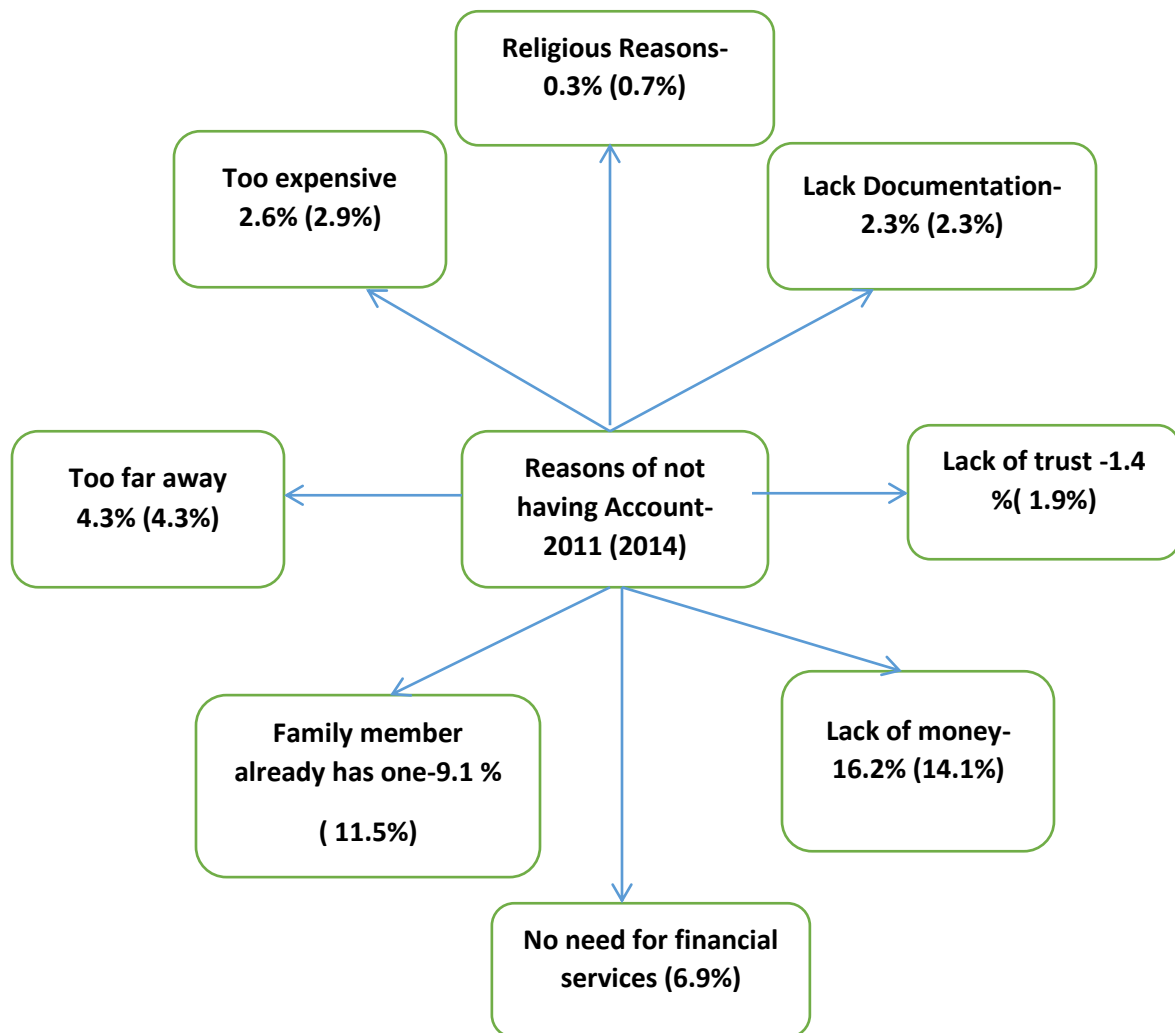 Religious Reasons-
0.3% (0.7%)
Too expensive
2.6% (2.9%)
Lack Documentation-
2.3% (2.3%)
Too far away
4.3% (4.3%)
Reasons of not
having Account-
2011 (2014)
Lack of trust -1.4
%( 1.9%)
Family member
already has one-9.1 %
( 11.5%)
Lack of money-
16.2% (14.1%)
No need for financial
services (6.9%)